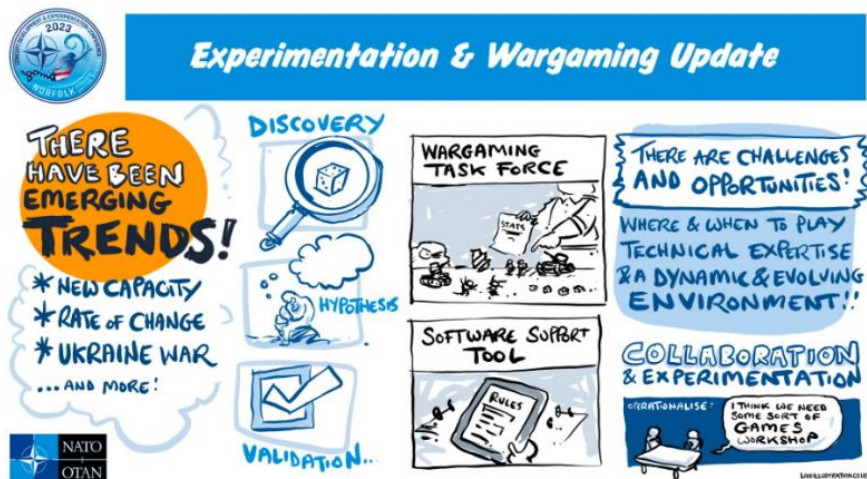 2023
NORFOLK
Experimentation & Wargaming Update
THERE
HAVE BEEN
EMERGING
TRENDS!
* NEW CAPACITY
* RATE OF CHANGE
* UKRAINE WAR
... AND MORE!
NATO
OTAN
DISCOVERY
HYPOTHESIS
VALIDATION...
WARGAMING
TASK FORCE
STATS
SOFTWARE SUPPORT
TOOL
RULES
THERE ARE CHALLENGES
AND OPPORTUNITIES!
WHERE & WHEN TO PLAY
TECHNICAL EXPERTISE
& A DYNAMIC & EVOLVING
ENVIRONMENT!!
COLLABORATION
& EXPERIMENTATION
OPERATIONALISE:
I THINK WE NEED
SOME SORT OF
GAMES
WORKSHOP